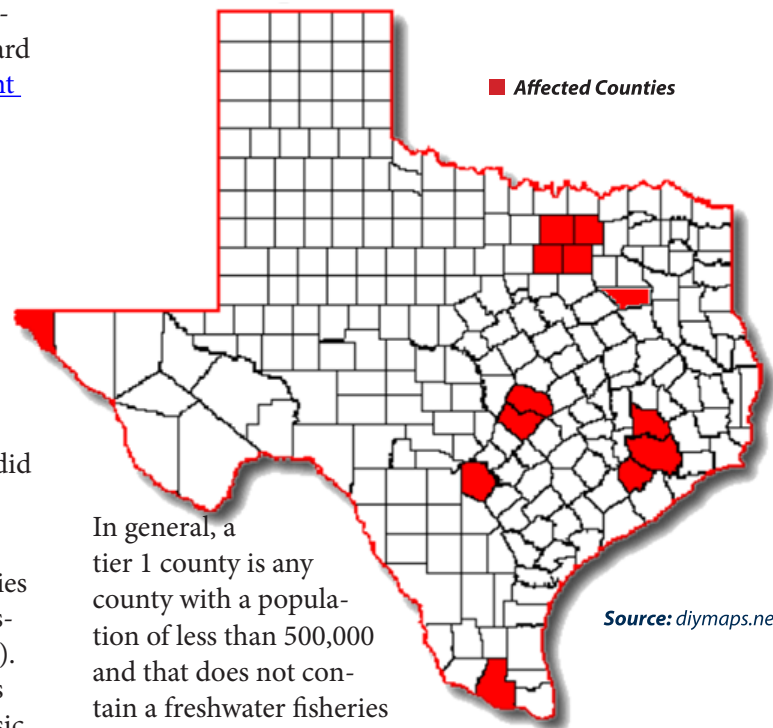 ard
nt
did
ies
s-
).
s
sic
In general, a
tier 1 county is any
county with a popula-
tion of less than 500,000
and that does not con-
tain a freshwater fisheries
Affected Counties
Source: diymaps.ne